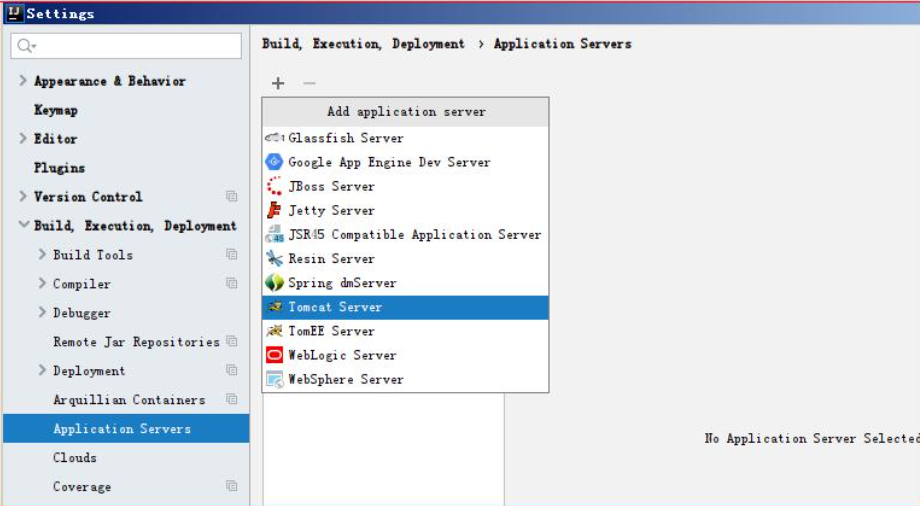 Settings
Build, Execution, Deployment > Application Servers
Appearance & Behavior
Keymap
Editor
Plugins
Version Control
Build, Execution, Deployment
Build Tools
Compiler
Debugger
Remote Jar Repositories
Deployment
Arquillian Containers
Application Servers
Clouds
Coverage
Add application server
Glassfish Server
Google App Engine Dev Server
JBoss Server
Jetty Server
JSR45 Compatible Application Server
Resin Server
Spring dmServer
Tomcat Server
TomEE Server
WebLogic Server
WebSphere Server
No Application Server Selected